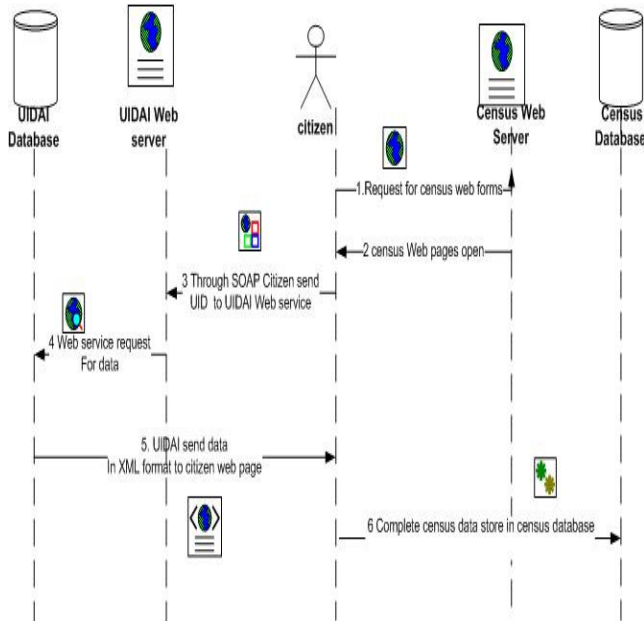 UIDAI
Database
UIDAI Web
server
citizen
Census Web
Server
Census
Database
1.Request for census web forms
2 census Web pages open
3 Through SOAP Citizen send
UID to UIDAI Web service
4 Web service request
For data
5. UIDAI send data
In XML format to citizen web page
6 Complete census data store in census database